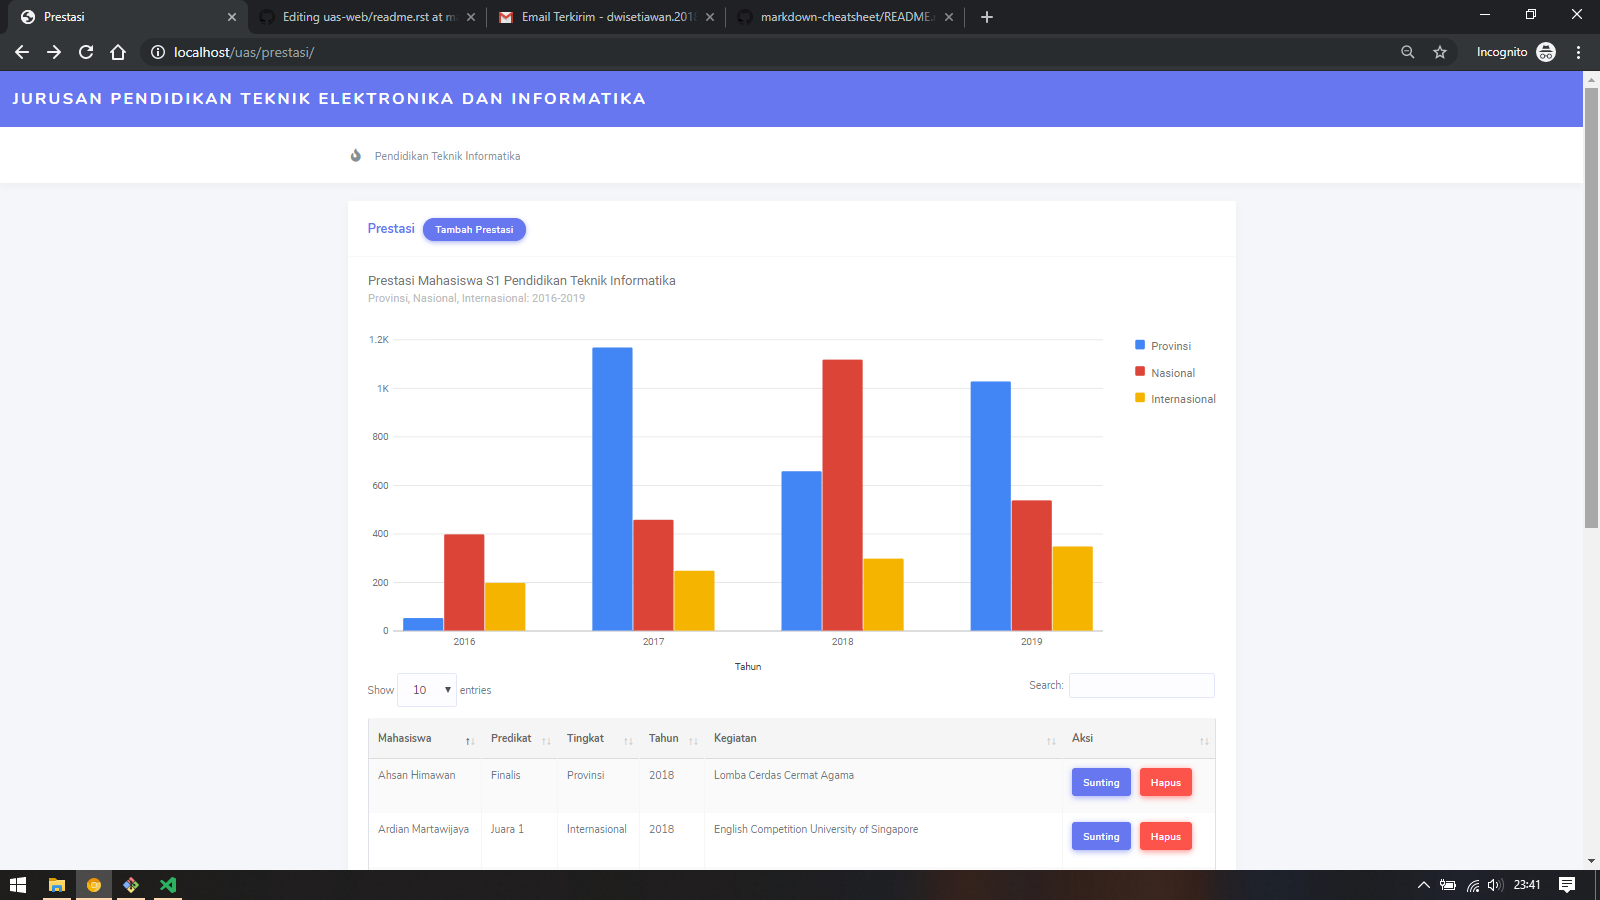 Prestasi
Editing uas-web/readme.rst at m
Email Terkirim - dwisetiawan.201
markdown-cheatsheet/README.
localhost/uas/prestasi/
Incognito
JURUSAN PENDIDIKAN TEKNIK ELEKTRONIKA DAN INFORMATIKA
Pendidikan Teknik Informatika
Prestasi Tambah Prestasi
Prestasi Mahasiswa S1 Pendidikan Teknik Informatika
Provinsi, Nasional, Internasional: 2016-2019
1.2K
1K
800
600
400
200
0
2016 2017 2018 2019
Tahun
Provinsi
Nasional
Internasional
Show 10 entries
Search:
Mahasiswa Predikat Tingkat Tahun Kegiatan Aksi
Ahsan Himawan Finalis Provinsi 2018 Lomba Cerdas Cermat Agama Sunting Hapus
Ardian Martawijaya Juara 1 Internasional 2018 English Competition University of Singapore Sunting Hapus
23:41